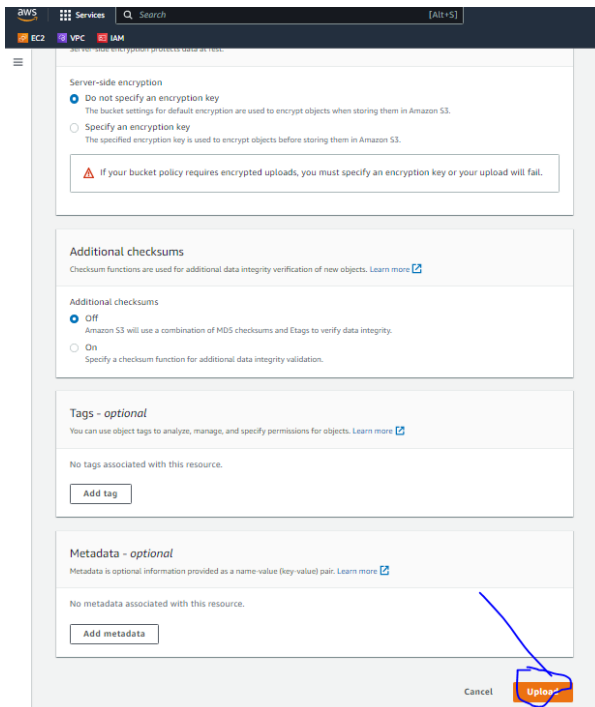 aws Services Search [Alt+S]
EC2 VPC IAM
Server-side encryption protects data at rest.
Server-side encryption
Do not specify an encryption key
The bucket settings for default encryption are used to encrypt objects when storing them in Amazon S3.
Specify an encryption key
The specified encryption key is used to encrypt objects before storing them in Amazon S3.
If your bucket policy requires encrypted uploads, you must specify an encryption key or your upload will fail.
Additional checksums
Checksum functions are used for additional data integrity verification of new objects. Learn more
Additional checksums
Off
Amazon S3 will use a combination of MD5 checksums and Etags to verify data integrity.
On
Specify a checksum function for additional data integrity validation.
Tags - optional
You can use object tags to analyze, manage, and specify permissions for objects. Learn more
No tags associated with this resource.
Add tag
Metadata - optional
Metadata is optional information provided as a name-value (key-value) pair. Learn more
No metadata associated with this resource.
Add metadata
Cancel Upload